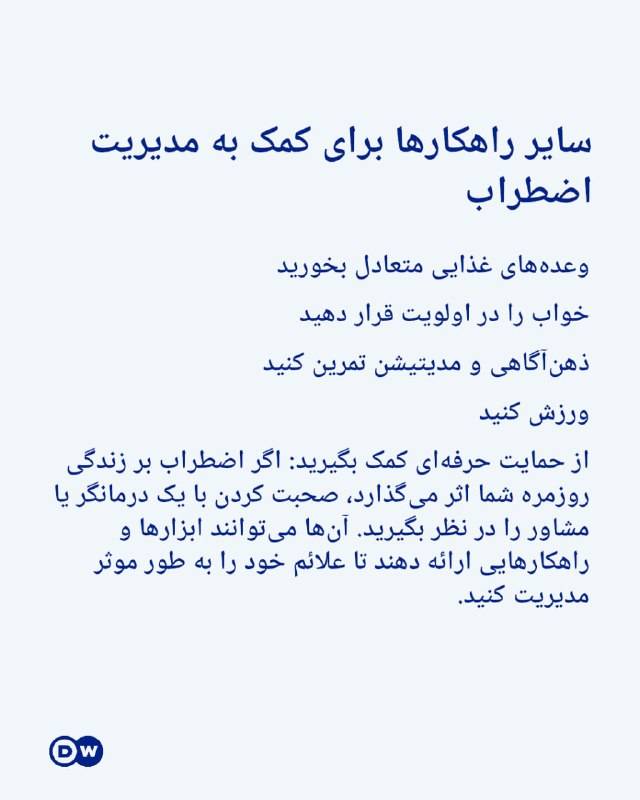 سایر راهکارها برای کمک به مدیریت
اضطراب
وعده‌های غذایی متعادل بخورید
خواب را در اولویت قرار دهید
ذهن‌آگاهی و مدیتیشن تمرین کنید
ورزش کنید
از حمایت حرفه‌ای کمک بگیرید: اگر اضطراب بر زندگی
روزمره شما اثر می‌گذارد، صحبت کردن با یک درمانگر یا
مشاور را در نظر بگیرید. آن‌ها می‌توانند ابزارها و
راهکارهایی ارائه دهند تا علائم خود را به طور موثر
مدیریت کنید.
DW